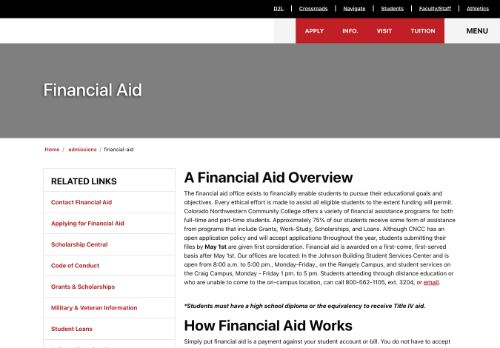 D2L | Crossroads | Navigate | Students | Faculty/Staff | Athletics
APPLY INFO. VISIT TUITION MENU
Financial Aid
Home / admissions / financial-aid
RELATED LINKS
Contact Financial Aid
Applying for Financial Aid
Scholarship Central
Code of Conduct
Grants & Scholarships
Military & Veteran Information
Student Loans
A Financial Aid Overview
The financial aid office exists to financially enable students to pursue their educational goals and
objectives. Every ethical effort is made to assist all eligible students to the extent funding will permit.
Colorado Northwestern Community College offers a variety of financial assistance programs for both
full-time and part-time students. Approximately 75% of our students receive some form of assistance
from programs that include Grants, Work-Study, Scholarships, and Loans. Although CNCC has an
open application policy and will accept applications throughout the year, students submitting their
files by May 1st are given first consideration. Financial aid is awarded on a first-come, first-served
basis after May 1st. Our offices are located: In the Johnson Building Student Services Center and is
open from 8:00 a.m. to 5:00 pm., Monday-Friday., on the Rangely Campus, and student services on
the Craig Campus, Monday - Friday 1 pm. to 5 pm. Students attending through distance education or
who are unable to come to the on-campus location, can call 800-562-1105, ext. 3204, or email.
*Students must have a high school diploma or the equivalency to receive Title IV aid.
How Financial Aid Works
Simply put financial aid is a payment against your student account or bill. You do not have to accept